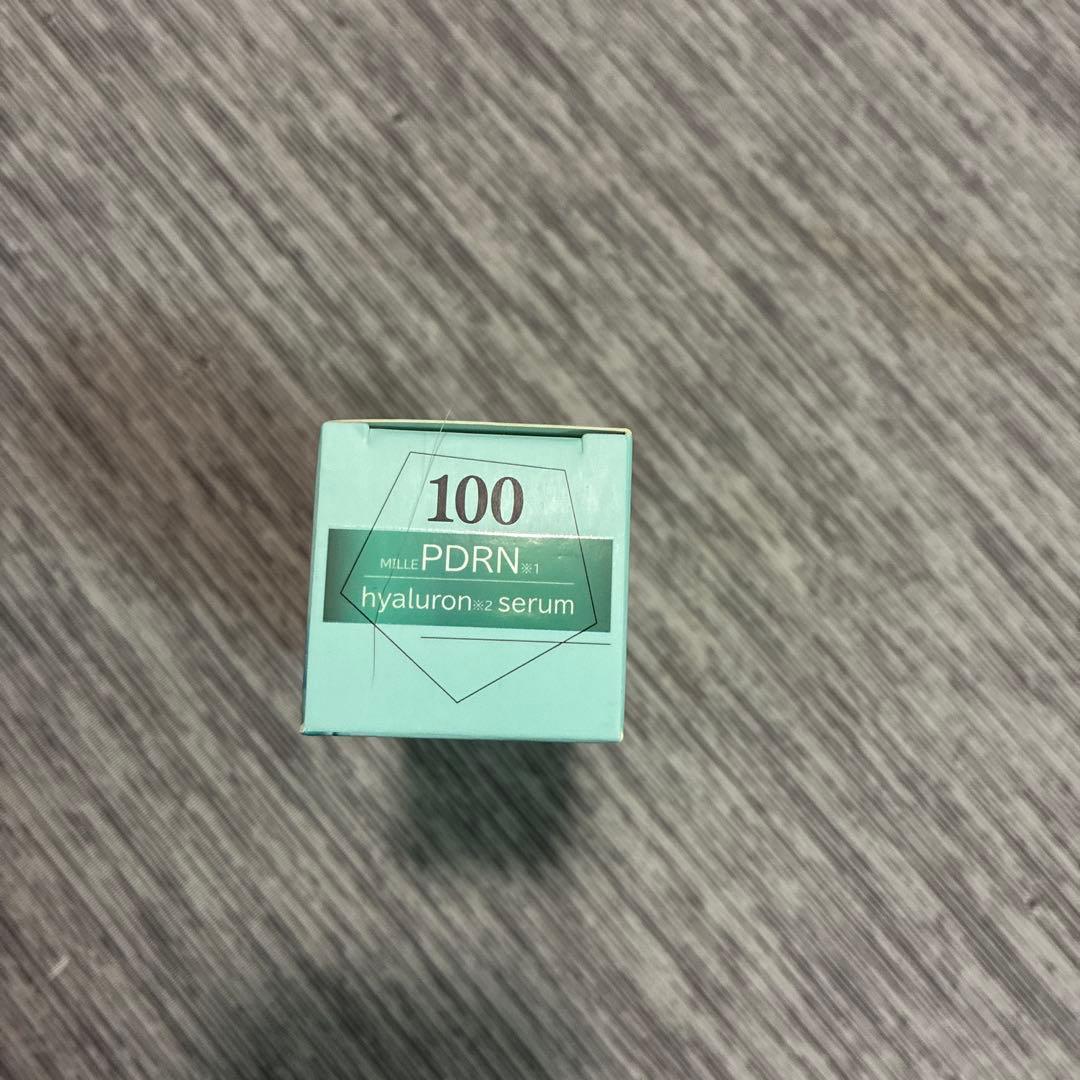 100
MILLE PDRN※1
hyaluron※2 serum